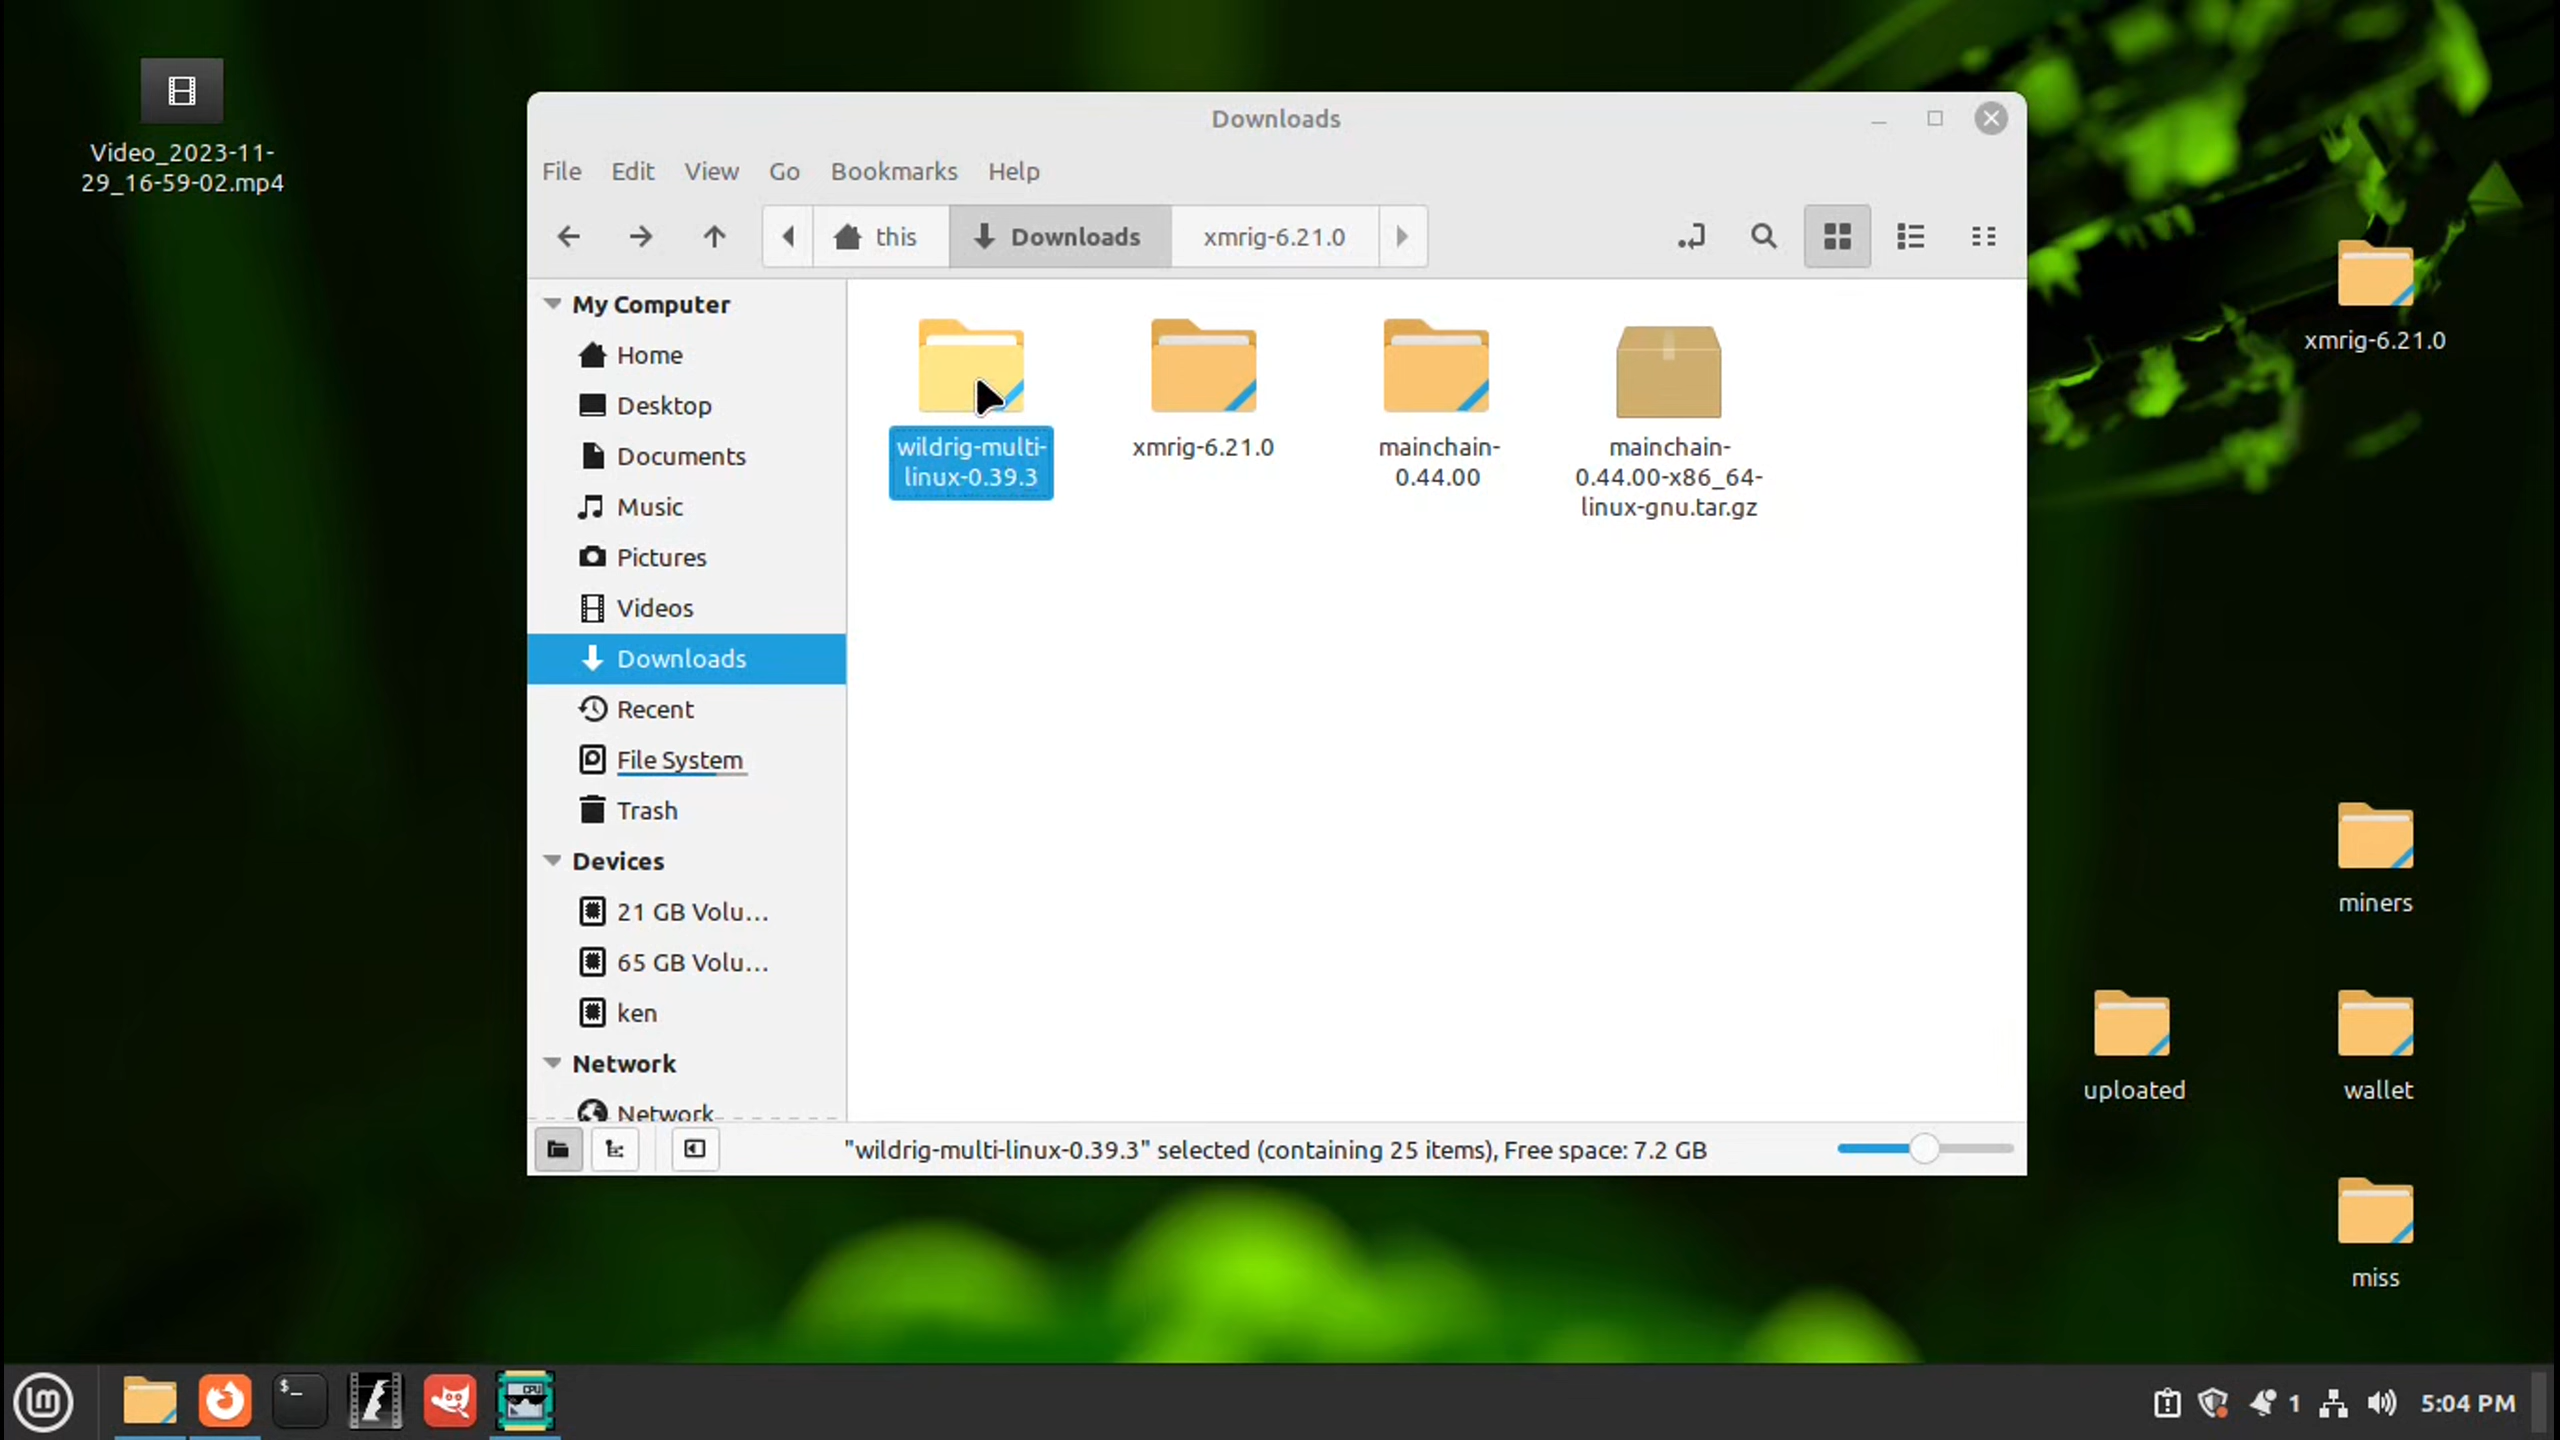 Video_2023-11-
29_16-59-02.mp4
Downloads
File Edit View Go Bookmarks Help
this Downloads xmrig-6.21.0
My Computer
Home
Desktop
Documents
Music
Pictures
Videos
Downloads
Recent
File System
Trash
Devices
21 GB Volu...
65 GB Volu...
ken
Network
Network
wildrig-multi-
linux-0.39.3
xmrig-6.21.0
mainchain-
0.44.00
mainchain-
0.44.00-x86_64-
linux-gnu.tar.gz
"wildrig-multi-linux-0.39.3" selected (containing 25 items), Free space: 7.2 GB
xmrig-6.21.0
miners
uploaded
wallet
miss
$_
CPU
1
5:04 PM